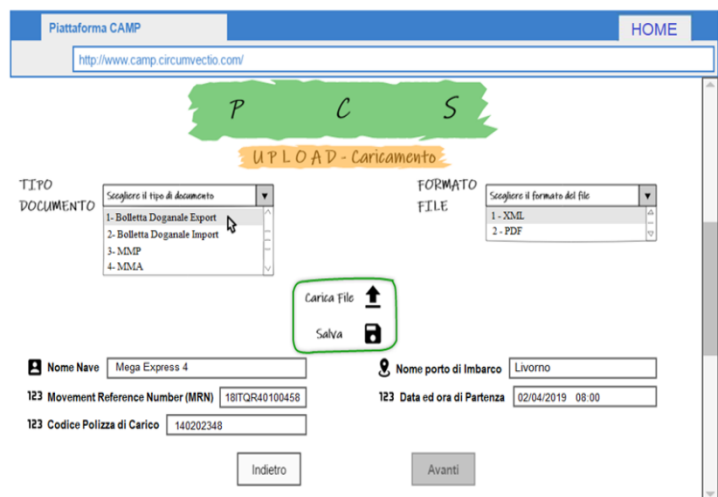 Piattaforma CAMP
HOME
http://www.camp.circumvectio.com/
P C S
UPLOAD - Caricamento
TIPO DOCUMENTO
Scegliere il tipo di documento
1- Bolletta Doganale Export
2- Bolletta Doganale Import
3- MMP
4- MMA
FORMATO FILE
Scegliere il formato del file
1 - XML
2 - PDF
Carica File
Salva
Nome Nave Mega Express 4
Nome porto di Imbarco Livorno
123 Movement Reference Number (MRN) 18ITQR40100458
123 Data ed ora di Partenza 02/04/2019 08:00
123 Codice Polizza di Carico 140202348
Indietro
Avanti